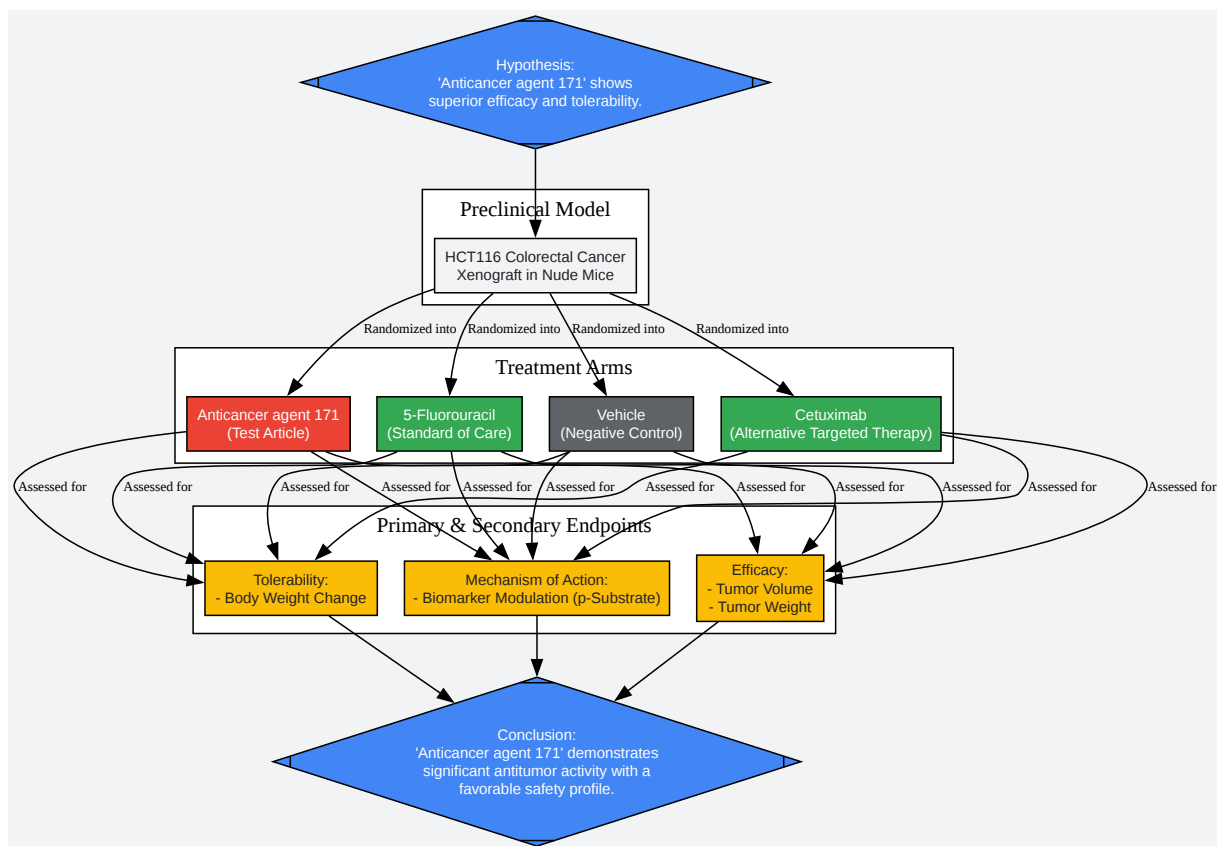 Hypothesis:
'Anticancer agent 171' shows
superior efficacy and tolerability.
Preclinical Model
HCT116 Colorectal Cancer
Xenograft in Nude Mice
Randomized into
Randomized into
Randomized into
Randomized into
Treatment Arms
Anticancer agent 171
(Test Article)
5-Fluorouracil
(Standard of Care)
Vehicle
(Negative Control)
Cetuximab
(Alternative Targeted Therapy)
Assessed for
Assessed for
Assessed for
Assessed for
Assessed for
Assessed for
Assessed for
Assessed for
Assessed for
Assessed for
Assessed for
Assessed for
Primary & Secondary Endpoints
Tolerability:
- Body Weight Change
Mechanism of Action:
- Biomarker Modulation (p-Substrate)
Efficacy:
- Tumor Volume
- Tumor Weight
Conclusion:
'Anticancer agent 171' demonstrates
significant antitumor activity with a
favorable safety profile.